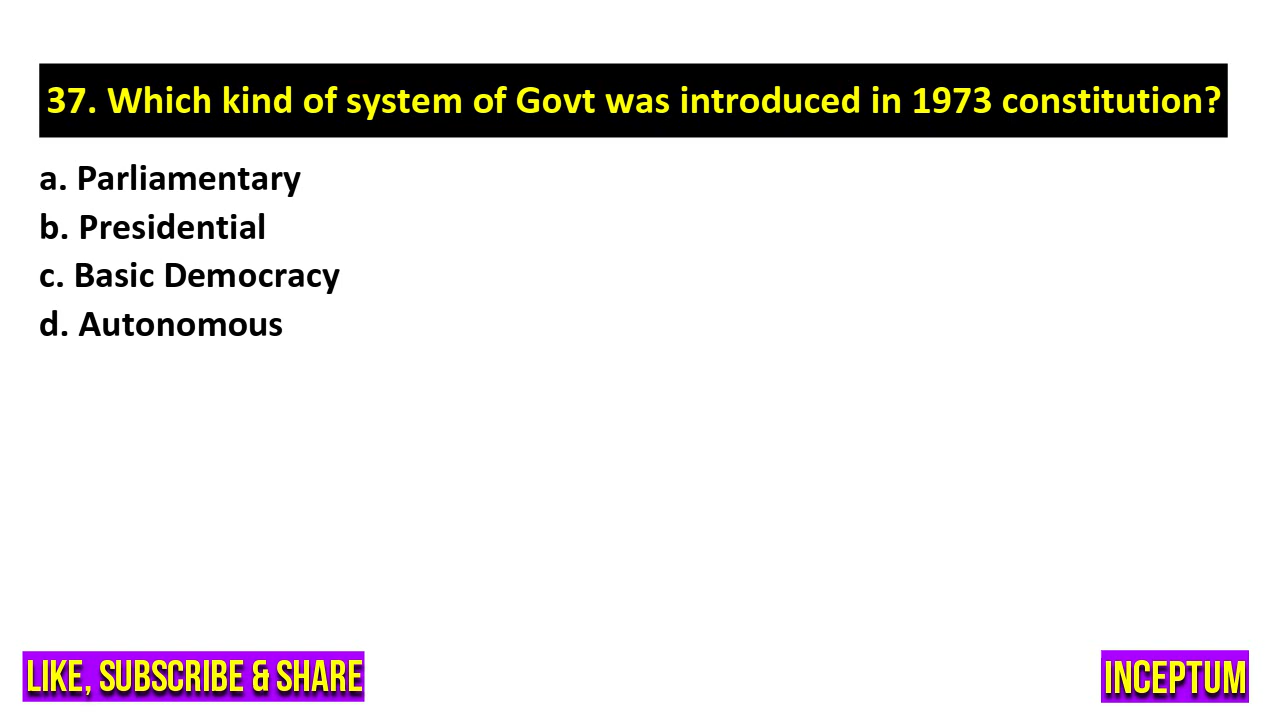 37. Which kind of system of Govt was introduced in 1973 constitution?
a. Parliamentary
b. Presidential
c. Basic Democracy
d. Autonomous
LIKE, SUBSCRIBE & SHARE
INCEPTUM